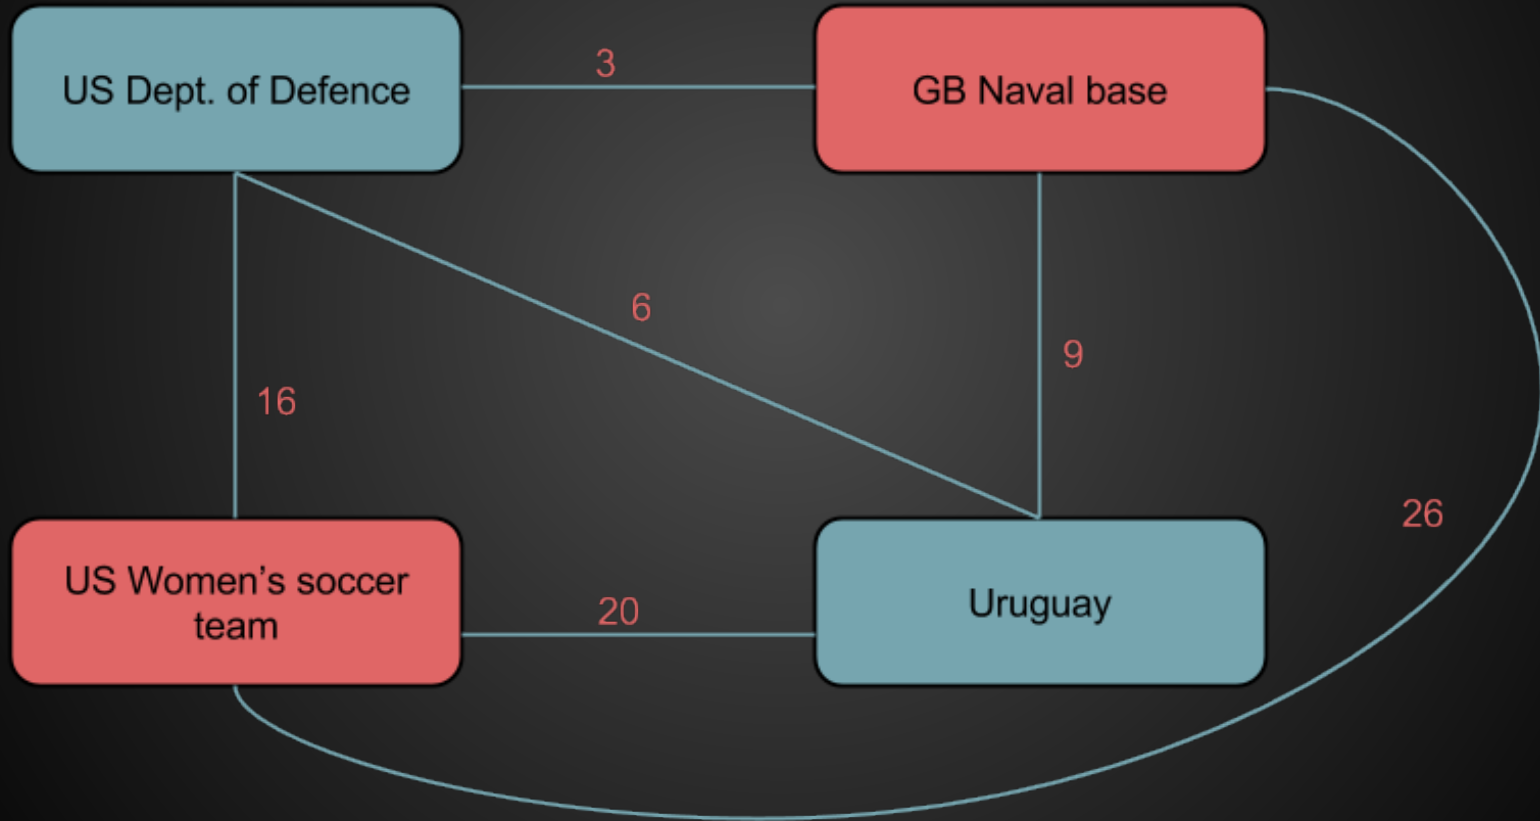 US Dept. of Defence
3
GB Naval base
6
9
16
26
US Women’s soccer
team
20
Uruguay